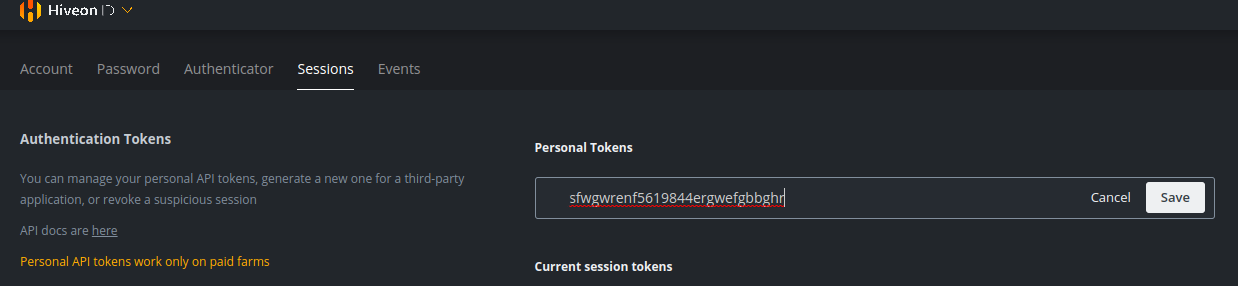 Hiveon ID
Account Password Authenticator Sessions Events
Authentication Tokens
You can manage your personal API tokens, generate a new one for a third-party
application, or revoke a suspicious session
API docs are here
Personal API tokens work only on paid farms
Personal Tokens
sfwgwrenf5619844ergwefgbbghr Cancel Save
Current session tokens